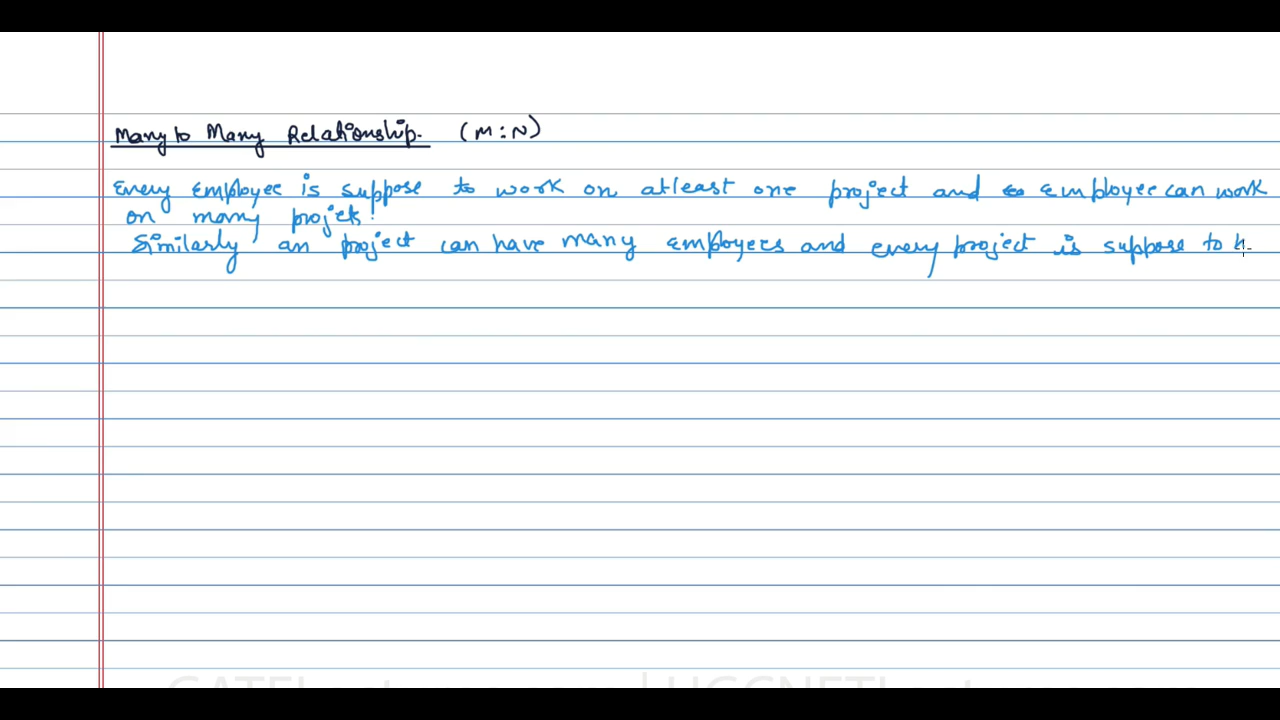 Many to Many Relationship. (M:N)
Every employee is suppose to work on atleast one project and employee can work
on many projets.
Similarly an project can have many employees and every project is suppose to